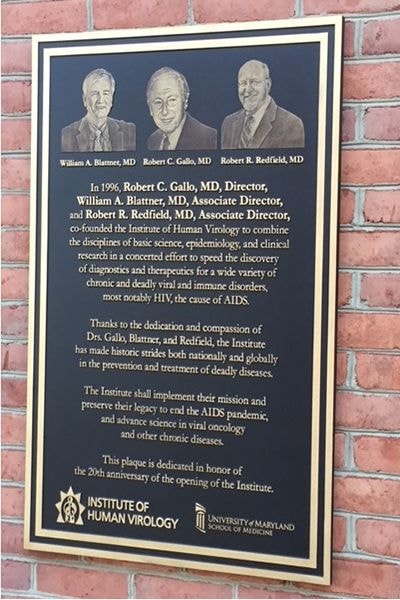 William A. Blattner, MD Robert C. Gallo, MD Robert R. Redfield, MD
In 1996, Robert C. Gallo, MD, Director,
William A. Blattner, MD, Associate Director,
and Robert R. Redfield, MD, Associate Director,
co-founded the Institute of Human Virology to combine
the disciplines of basic science, epidemiology, and clinical
research in a concerted effort to speed the discovery
of diagnostics and therapeutics for a wide variety of
chronic and deadly viral and immune disorders,
most notably HIV, the cause of AIDS.
Thanks to the dedication and compassion of
Drs. Gallo, Blattner, and Redfield, the Institute
has made historic strides both nationally and globally
in the prevention and treatment of deadly diseases.
The Institute shall implement their mission and
preserve their legacy to end the AIDS pandemic,
and advance science in viral oncology
and other chronic diseases.
This plaque is dedicated in honor of
the 20th anniversary of the opening of the Institute.
INSTITUTE OF
HUMAN VIROLOGY
UNIVERSITY of MARYLAND
SCHOOL OF MEDICINE